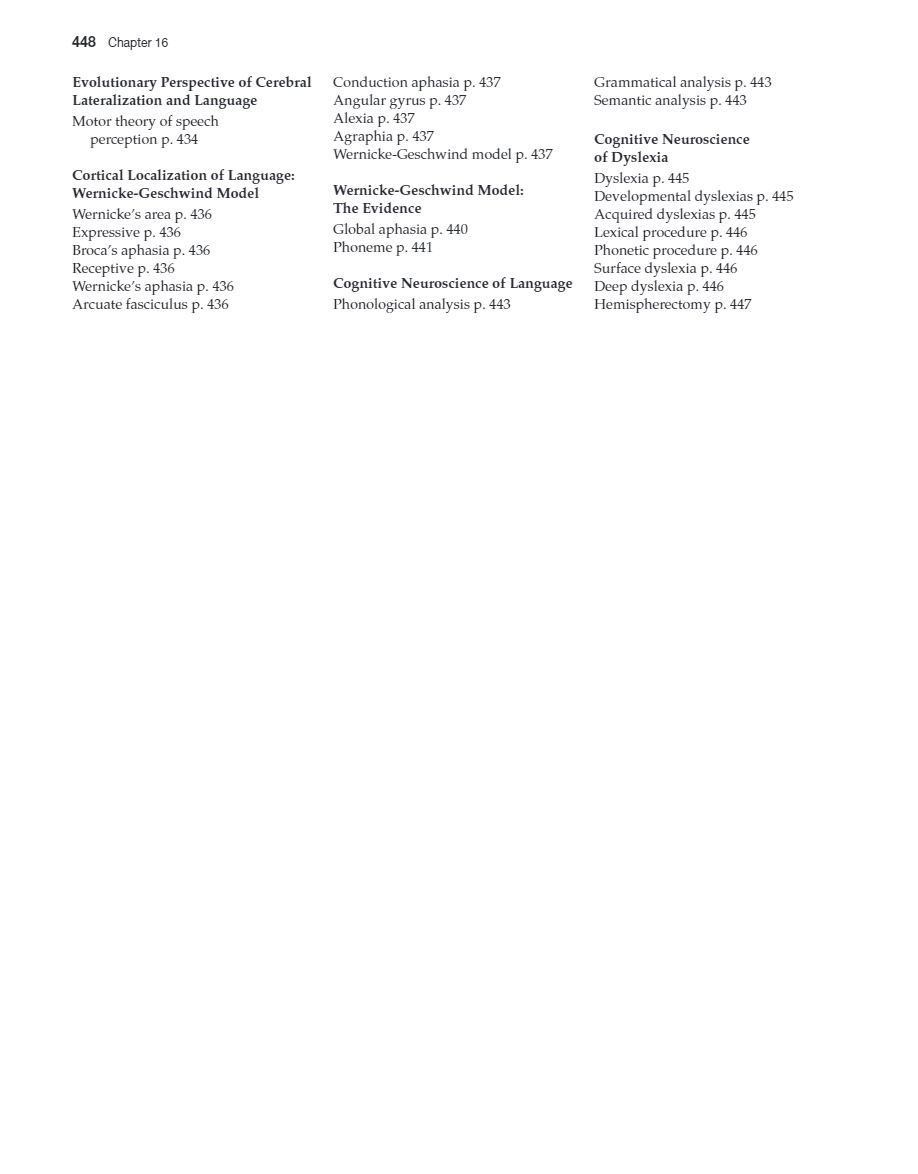 448 Chapter 16
Evolutionary Perspective of Cerebral
Lateralization and Language
Motor theory of speech
perception p. 434
Cortical Localization of Language:
Wernicke-Geschwind Model
Wernicke’s area p. 436
Expressive p. 436
Broca’s aphasia p. 436
Receptive p. 436
Wernicke’s aphasia p. 436
Arcuate fasciculus p. 436
Conduction aphasia p. 437
Angular gyrus p. 437
Alexia p. 437
Agraphia p. 437
Wernicke-Geschwind model p. 437
Wernicke-Geschwind Model:
The Evidence
Global aphasia p. 440
Phoneme p. 441
Cognitive Neuroscience of Language
Phonological analysis p. 443
Grammatical analysis p. 443
Semantic analysis p. 443
Cognitive Neuroscience
of Dyslexia
Dyslexia p. 445
Developmental dyslexias p. 445
Acquired dyslexias p. 445
Lexical procedure p. 446
Phonetic procedure p. 446
Surface dyslexia p. 446
Deep dyslexia p. 446
Hemispherectomy p. 447